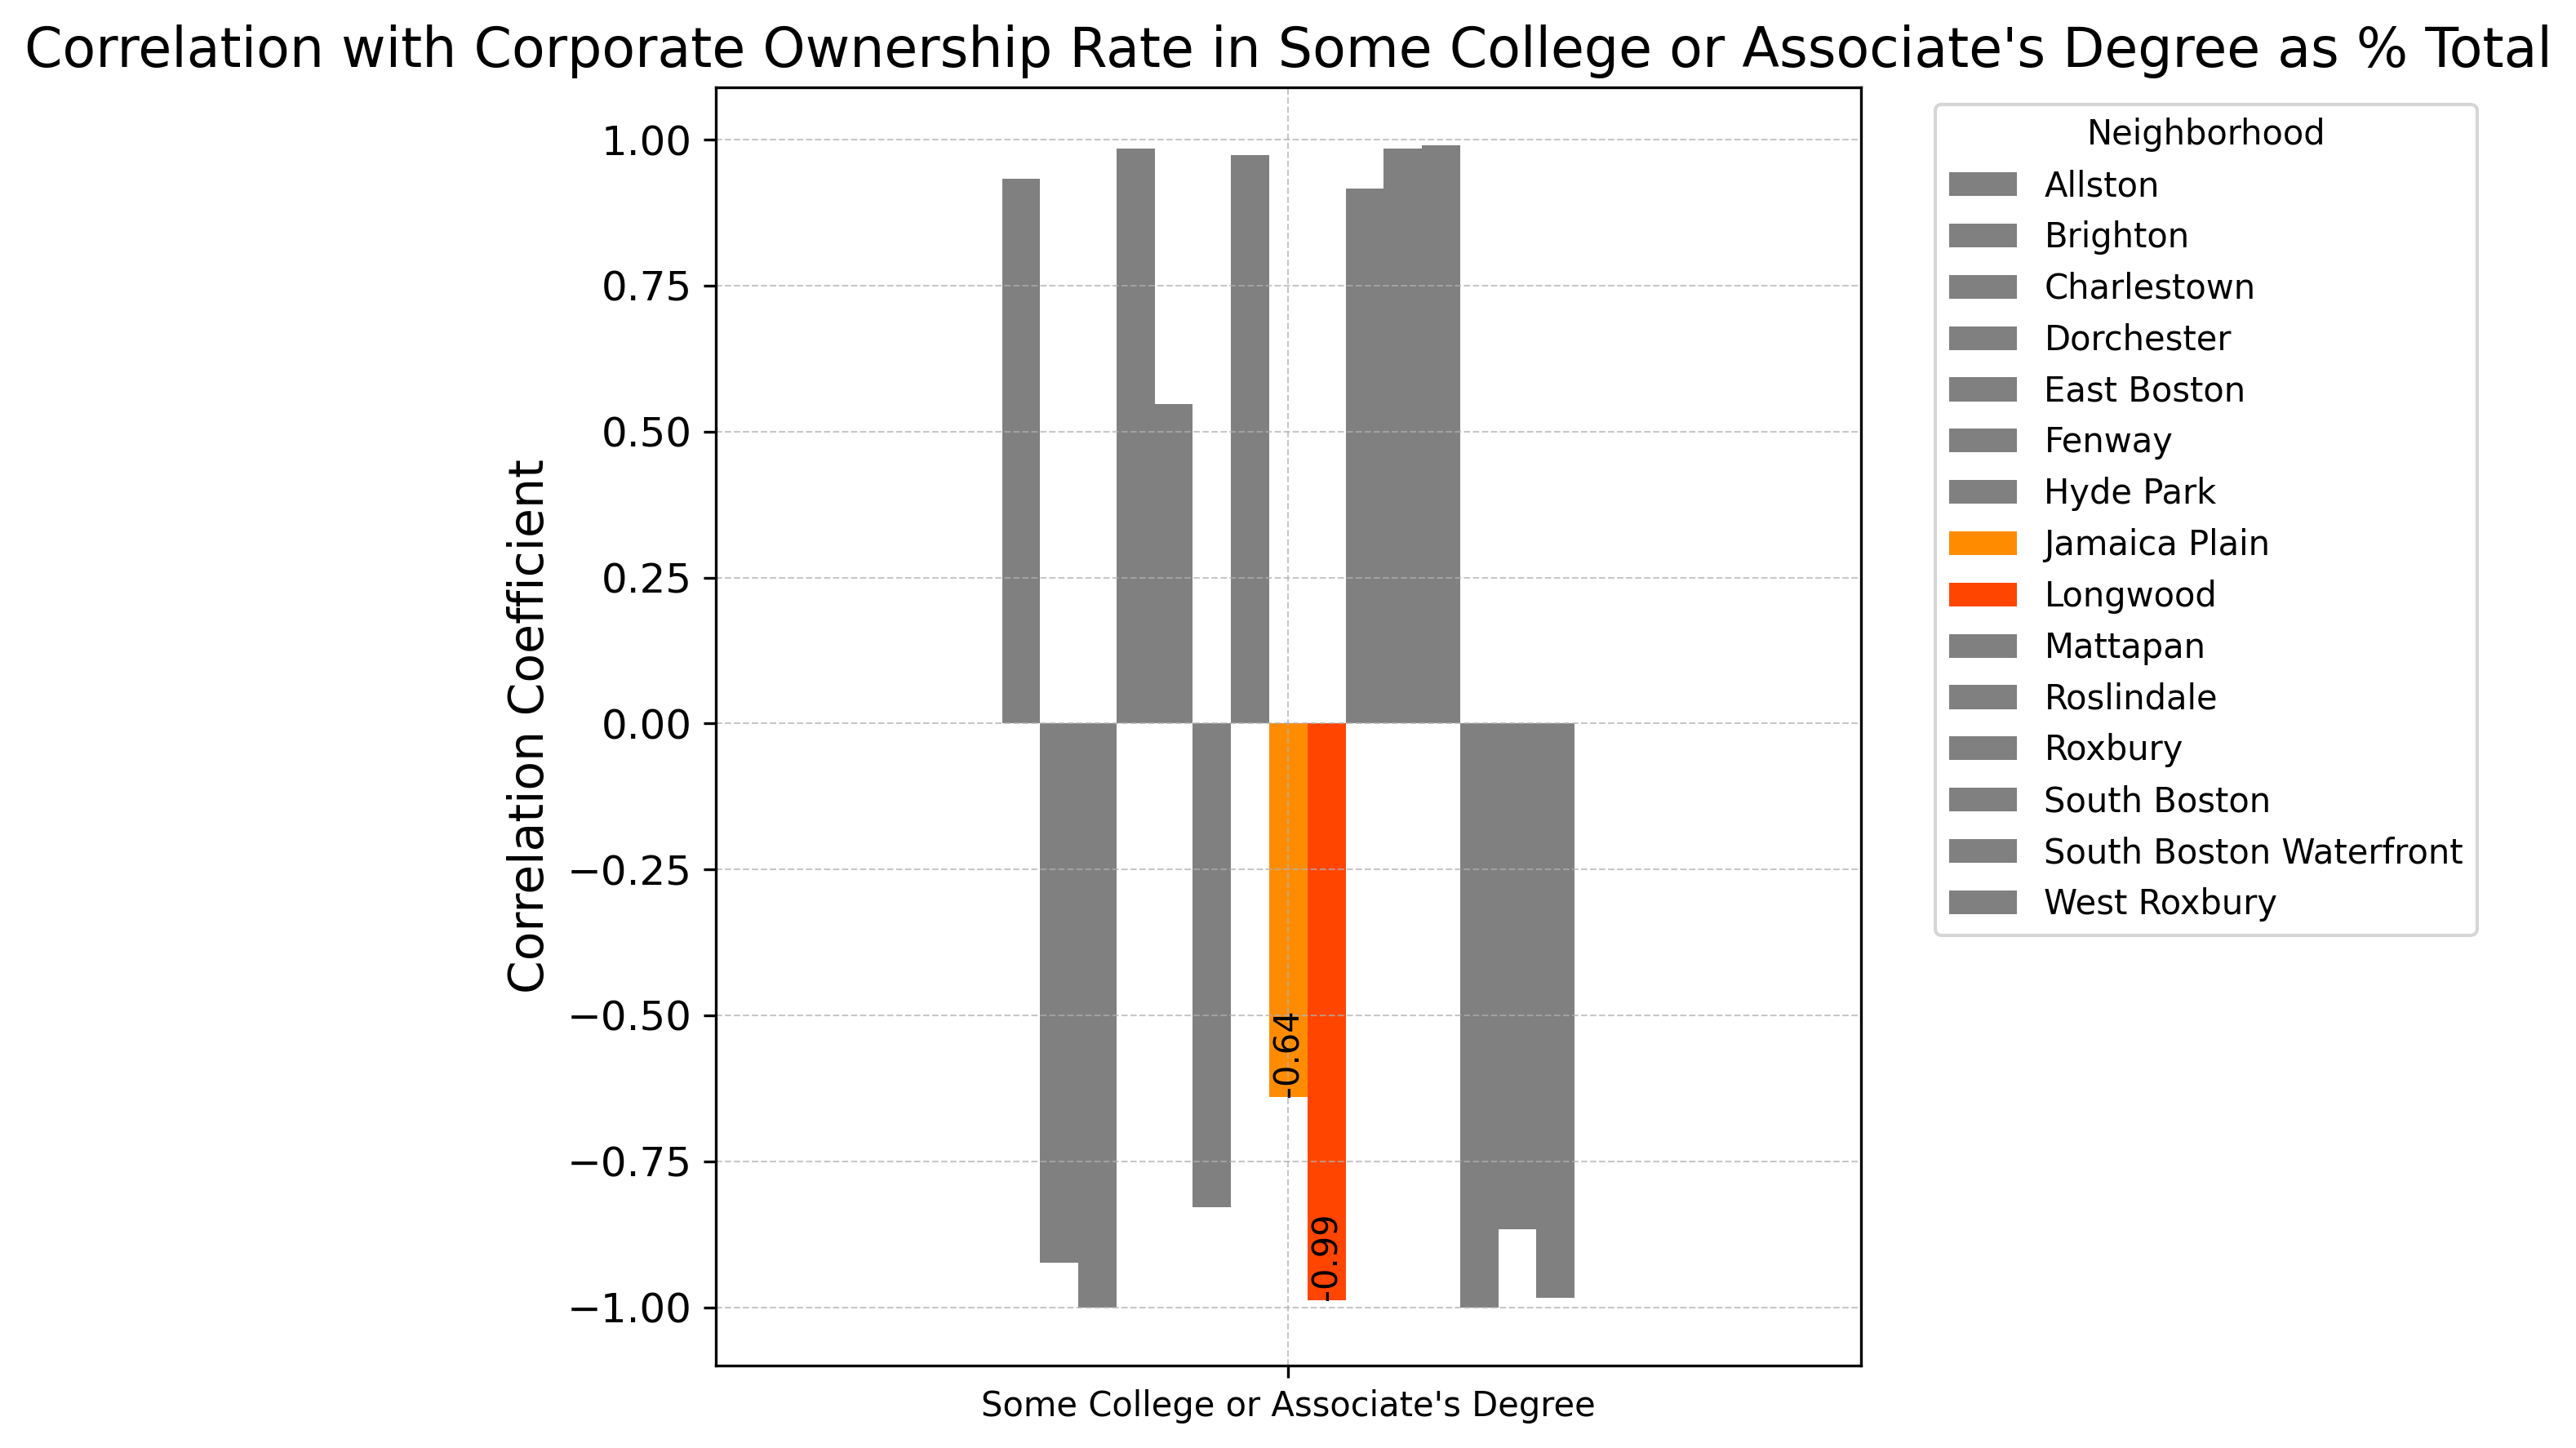 Correlation with Corporate Ownership Rate in Some College or Associate's Degree as % Total
Correlation Coefficient
1.00
0.75
0.50
0.25
0.00
−0.25
−0.50
−0.75
−1.00
-0.64
-0.99
Some College or Associate's Degree
Neighborhood
Allston
Brighton
Charlestown
Dorchester
East Boston
Fenway
Hyde Park
Jamaica Plain
Longwood
Mattapan
Roslindale
Roxbury
South Boston
South Boston Waterfront
West Roxbury